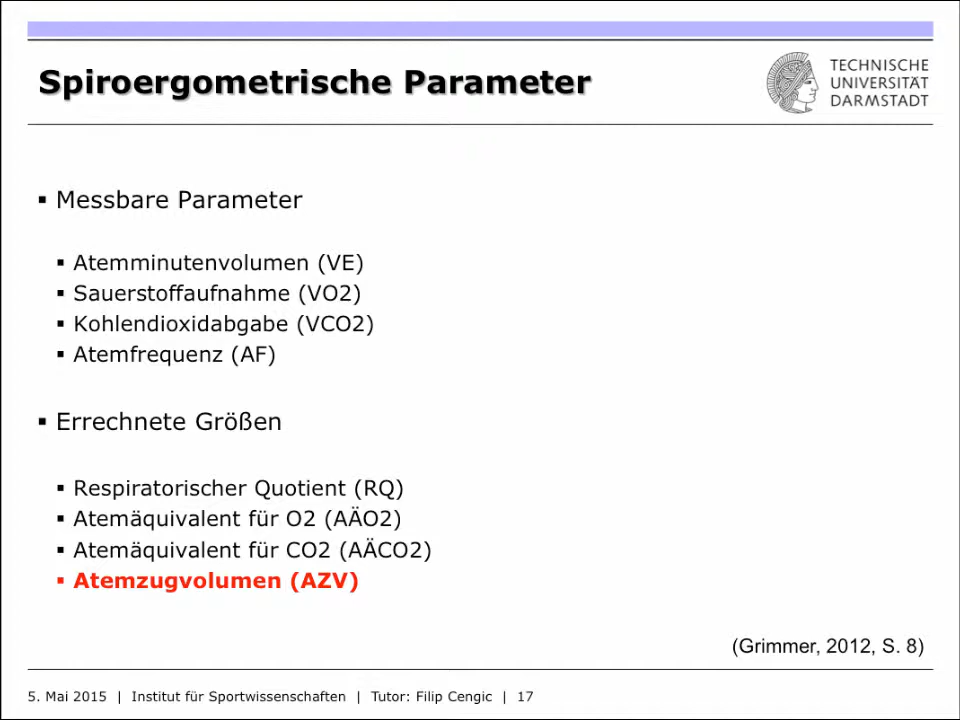 Spiroergometrische Parameter
TECHNISCHE
UNIVERSITÄT
DARMSTADT
▪ Messbare Parameter
▪ Atemminutenvolumen (VE)
▪ Sauerstoffaufnahme (VO2)
▪ Kohlendioxidabgabe (VCO2)
▪ Atemfrequenz (AF)
▪ Errechnete Größen
▪ Respiratorischer Quotient (RQ)
▪ Atemäquivalent für O2 (AÄO2)
▪ Atemäquivalent für CO2 (AÄCO2)
▪ Atemzugvolumen (AZV)
(Grimmer, 2012, S. 8)
5. Mai 2015 | Institut für Sportwissenschaften | Tutor: Filip Cengic | 17